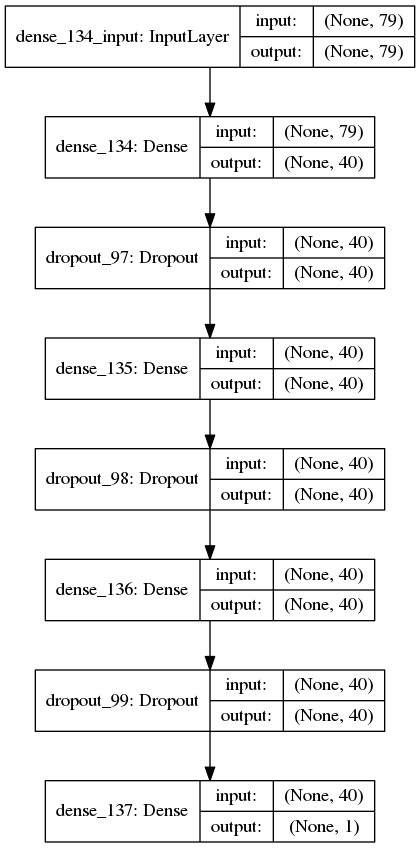 dense_134_input: InputLayer
input: (None, 79)
output: (None, 79)
dense_134: Dense
input: (None, 79)
output: (None, 40)
dropout_97: Dropout
input: (None, 40)
output: (None, 40)
dense_135: Dense
input: (None, 40)
output: (None, 40)
dropout_98: Dropout
input: (None, 40)
output: (None, 40)
dense_136: Dense
input: (None, 40)
output: (None, 40)
dropout_99: Dropout
input: (None, 40)
output: (None, 40)
dense_137: Dense
input: (None, 40)
output: (None, 1)